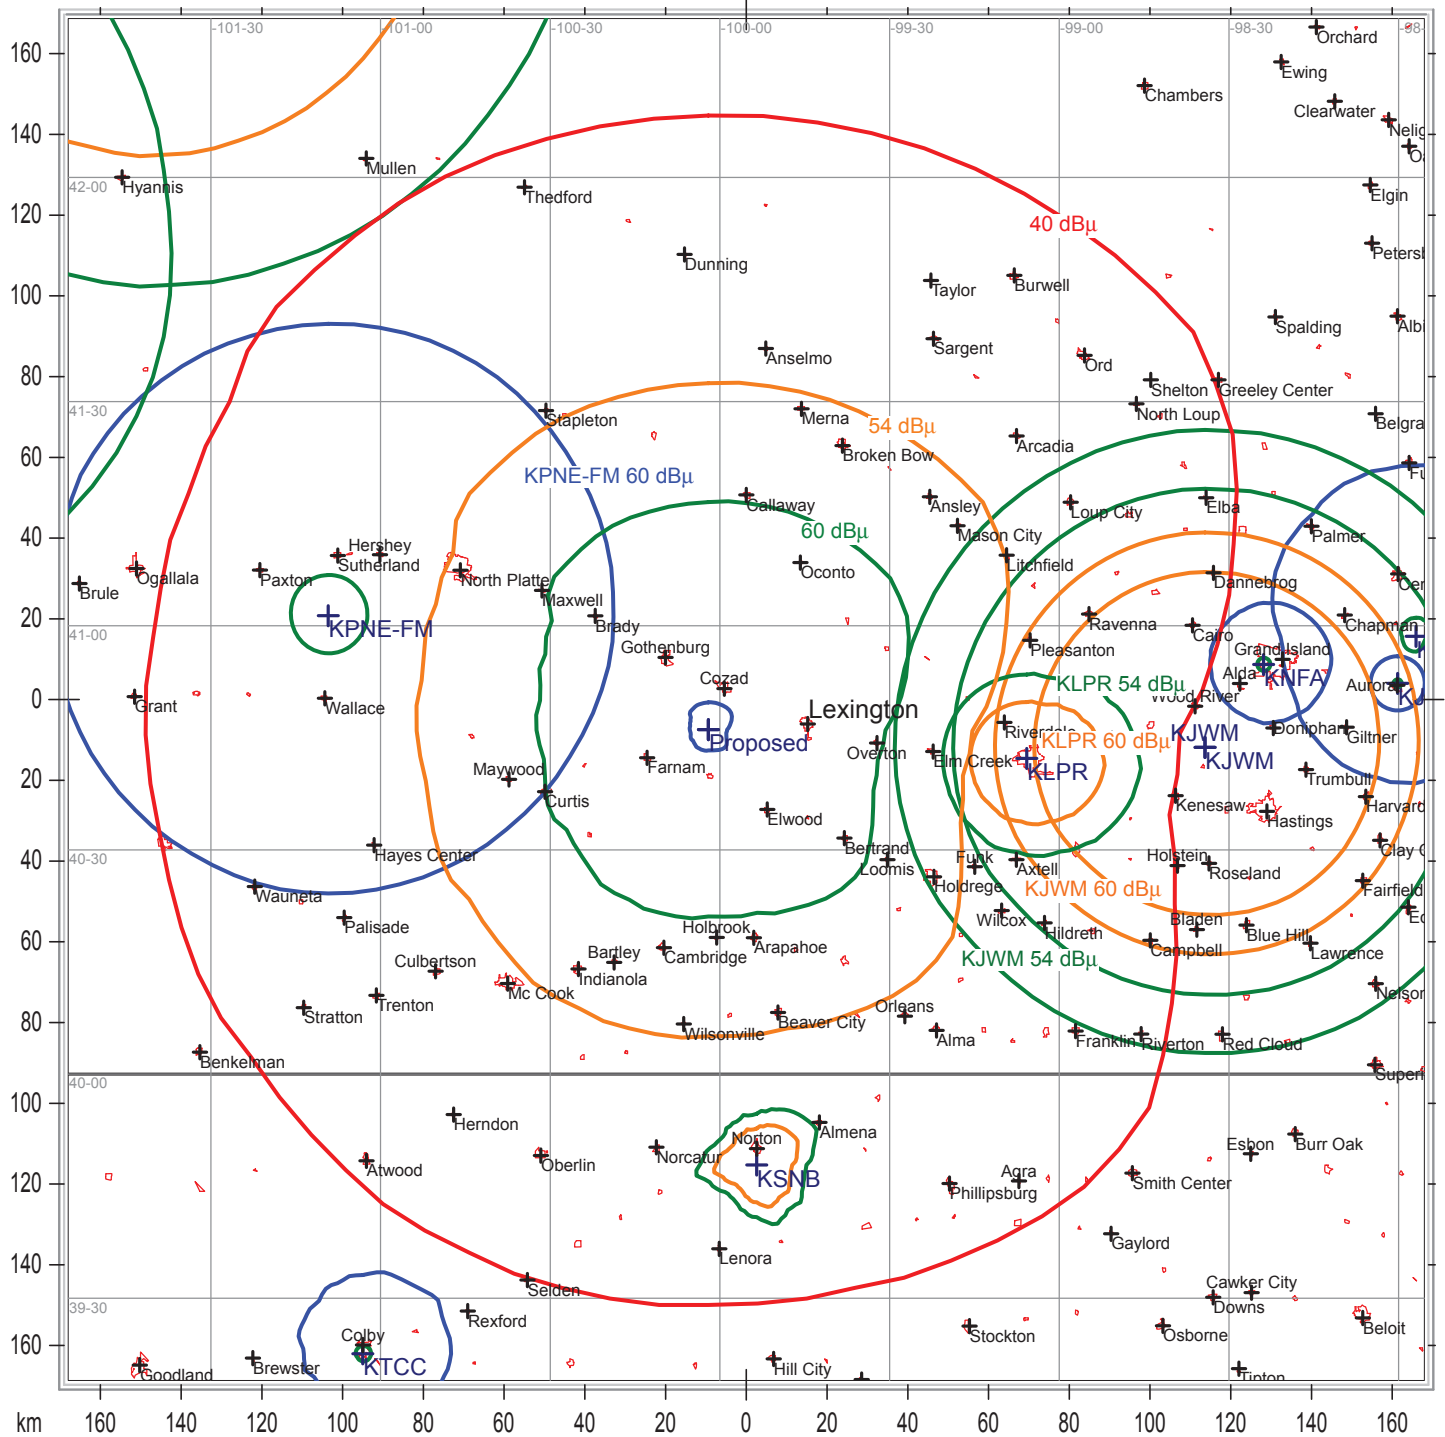 -101-30
-101-00
-100-30
-100-00
-99-30
-99-00
-98-30
160
Orchard
Ewing
Chambers
Clearwater
140
Mullen
42-00
Hyannis
Thedford
Elgin
120
40 dBµ
Dunning
Taylor
Burwell
100
Spalding
Sargent
Anselmo
Ord
80
Shelton
Greeley Center
41-30
Stapleton
Merna
North Loup
54 dBµ
Arcadia
Broken Bow
60
KPNE-FM 60 dBµ
Callaway
Ansley
Loup City
Elba
60 dBµ
Mason City
Palmer
40
Hershey
Sutherland
Litchfield
Ogallala
Paxton
North Platte
Oconto
Dannebrog
Brule
Maxwell
20
KPNE-FM
Brady
Ravenna
Cairo
Chapman
41-00
Gothenburg
Pleasanton
Grand Island
Cozad
KLPR 54 dBµ
Alda
KNFA
Aurora
0
Grant
Wallace
Lexington
Wood River
Riverdale
Doniphan
Giltner
Proposed
KLPR 60 dBµ
KJWM
Overton
Elm Creek
KJWM
Farnam
KLPR
Maywood
Trumbull
20
Curtis
Kenesaw
Harvard
Elwood
Hastings
40-30
Hayes Center
Bertrand
Loomis
Funk
Axtell
Holstein
Roseland
40
Wauneta
Holdrege
KJWM 60 dBµ
Fairfield
Palisade
Wilcox
Hildreth
Bladen
Blue Hill
60
Holbrook
Arapahoe
Campbell
Lawrence
Culbertson
Bartley
Cambridge
KJWM 54 dBµ
Indianola
Trenton
Mc Cook
Stratton
Beaver City
Orleans
80
Wilsonville
Alma
Franklin
Riverton
Red Cloud
Benkelman
40-00
100
Herndon
Almena
Norton
Norcatur
Esbon
Burr Oak
Atwood
Oberlin
KSNB
Agra
Phillipsburg
Smith Center
120
Gaylord
140
Lenora
Selden
Cawker City
39-30
Rexford
Downs
Colby
Stockton
Osborne
Beloit
160
Goodland
Brewster
KTCC
Hill City
Tipton
km 160 140 120 100 80 60 40 20 0 20 40 60 80 100 120 140 160